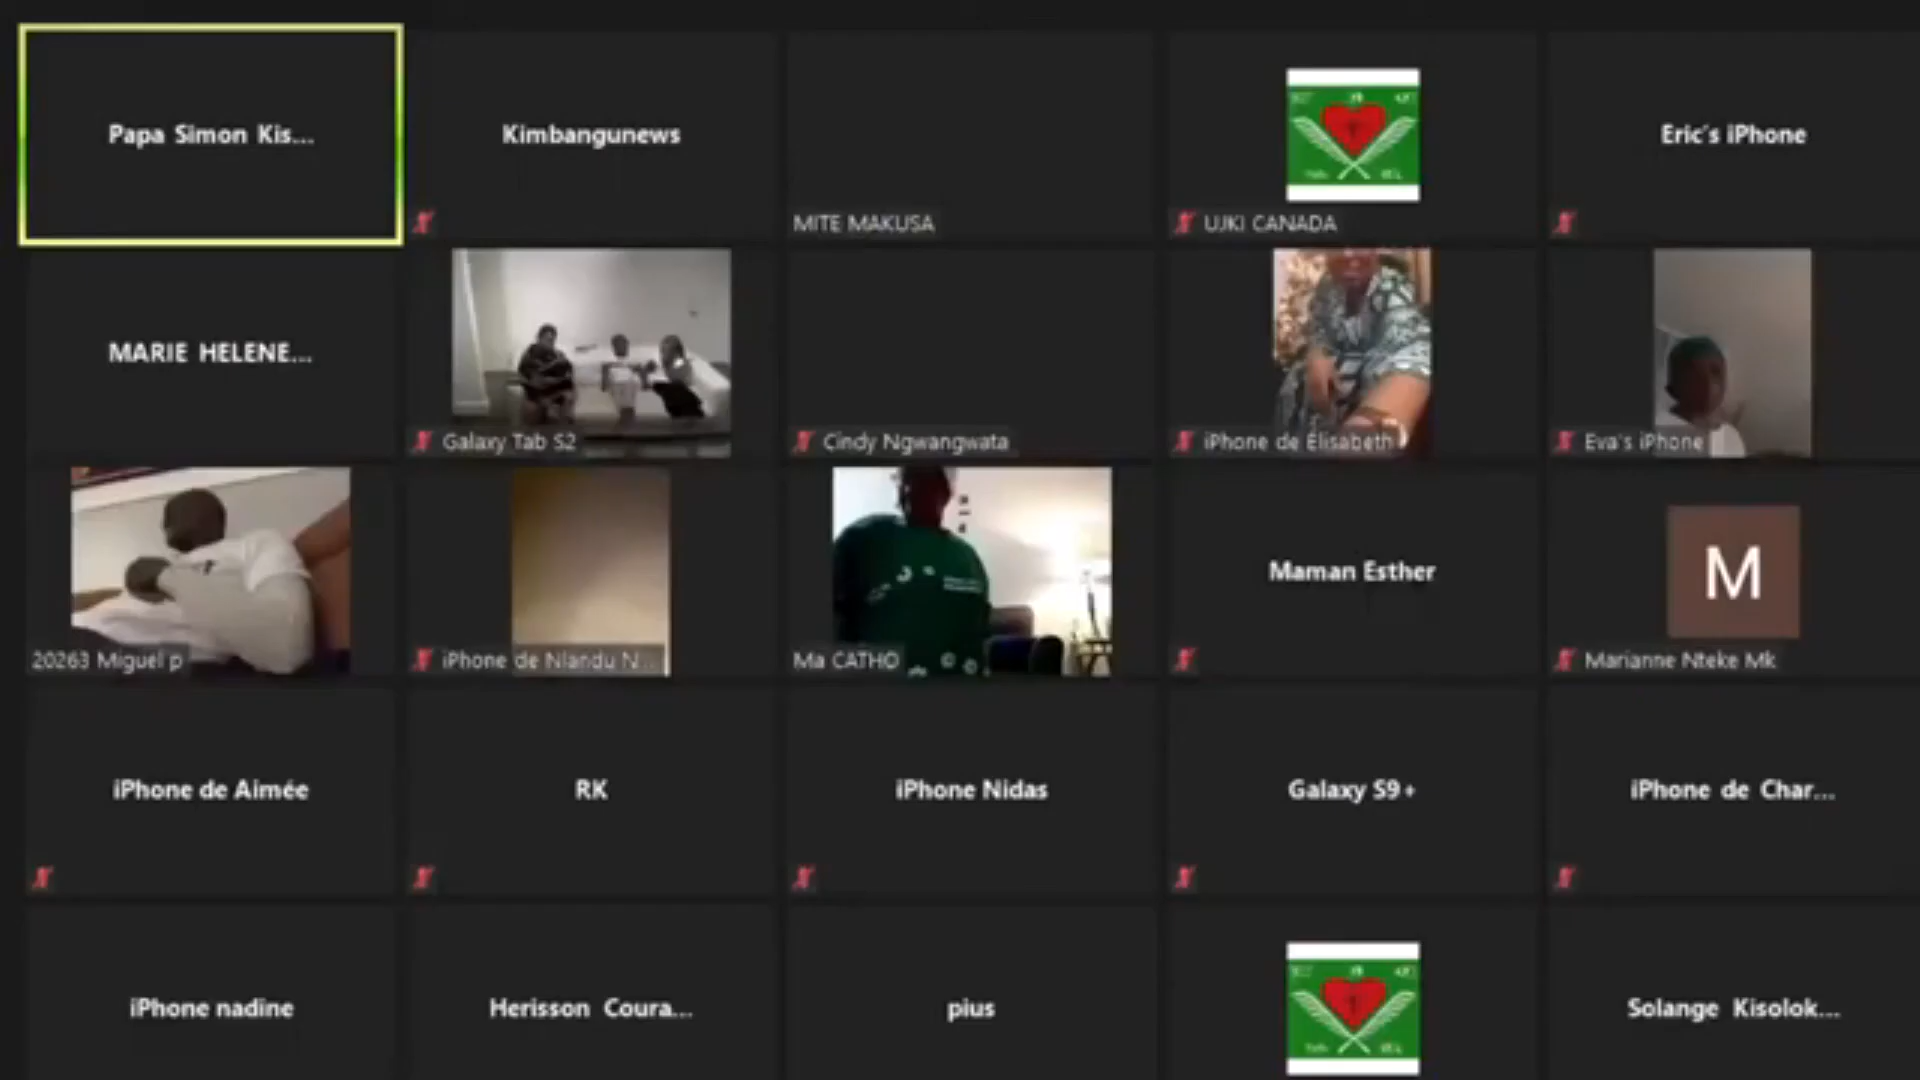 Papa Simon Kis...
Kimbangunews
MITE MAKUSA
UJKI CANADA
Eric's iPhone
MARIE HELENE...
Galaxy Tab S2
Cindy Ngwangwata
iPhone de Elisabeth
Eva's iPhone
20263 Miguel p
iPhone de Nlandu N...
Ma CATHO
Maman Esther
M
Marianne Nteke Mk
iPhone de Aimée
RK
iPhone Nidas
Galaxy S9+
iPhone de Char...
iPhone nadine
Herisson Coura...
pius
Solange Kisolok...